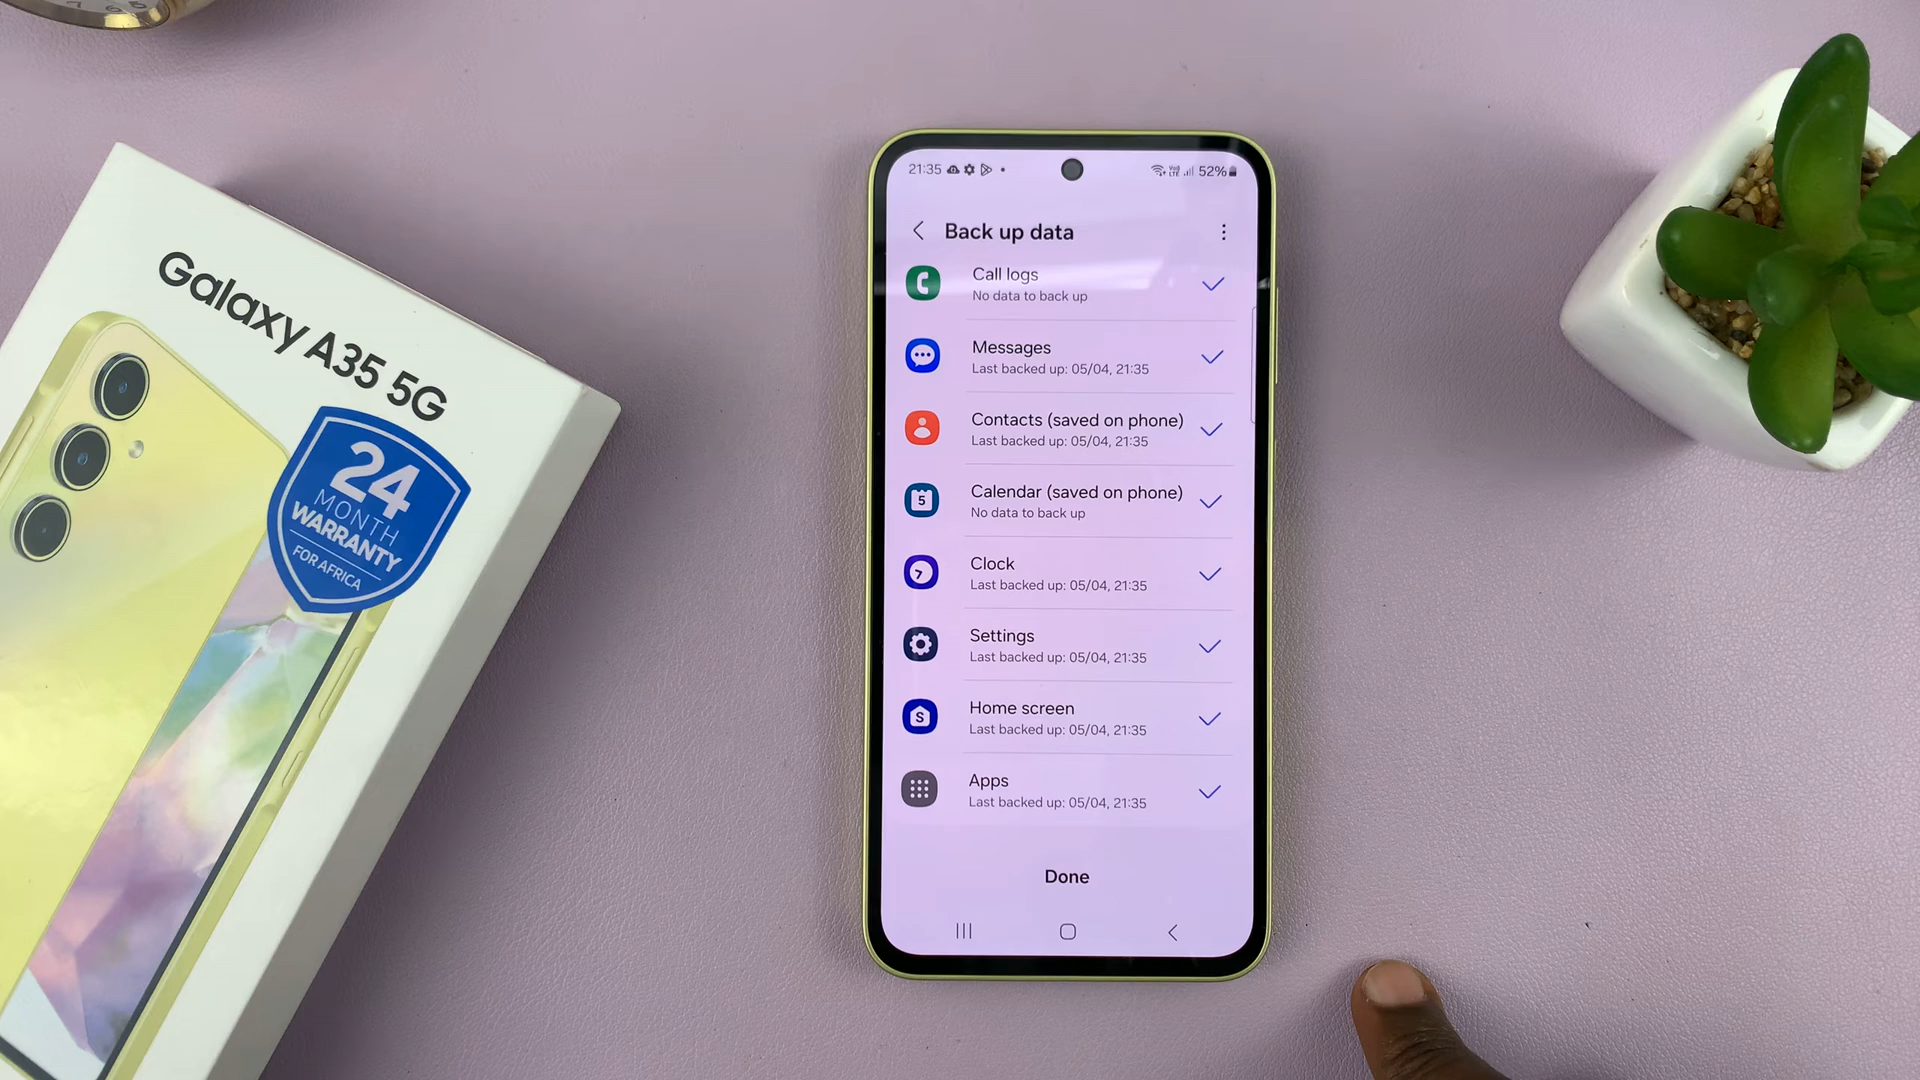 Galaxy A35 5G
24
MONTH
WARRANTY
FOR AFRICA
21:35
52%
Back up data
Call logs
No data to back up
Messages
Last backed up: 05/04, 21:35
Contacts (saved on phone)
Last backed up: 05/04, 21:35
5
Calendar (saved on phone)
No data to back up
Clock
Last backed up: 05/04, 21:35
Settings
Last backed up: 05/04, 21:35
S
Home screen
Last backed up: 05/04, 21:35
Apps
Last backed up: 05/04, 21:35
Done